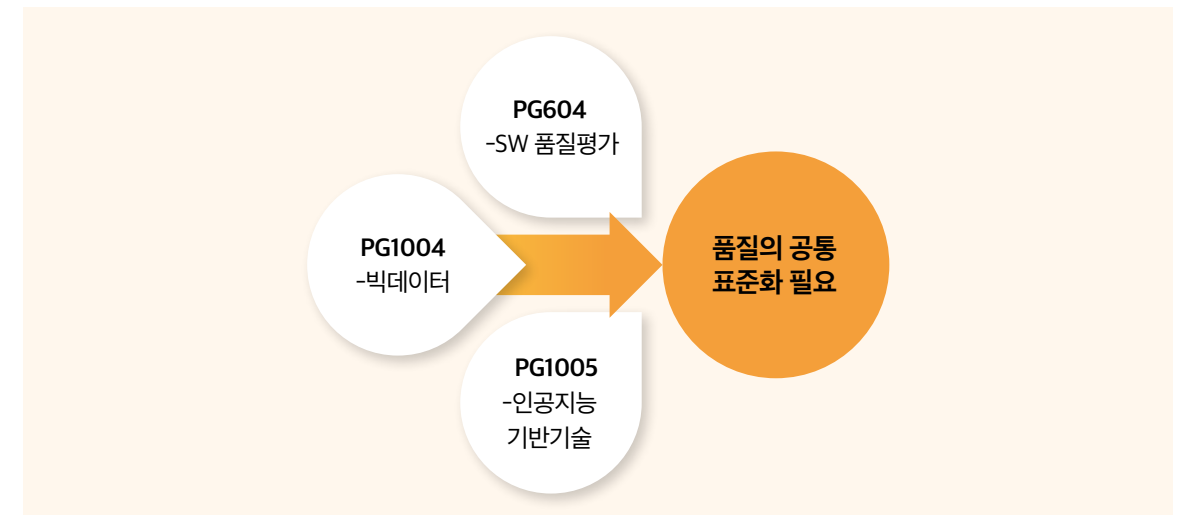 PG604
-SW 품질평가
PG1004
-빅데이터
품질의 공통
표준화 필요
PG1005
-인공지능
기반기술